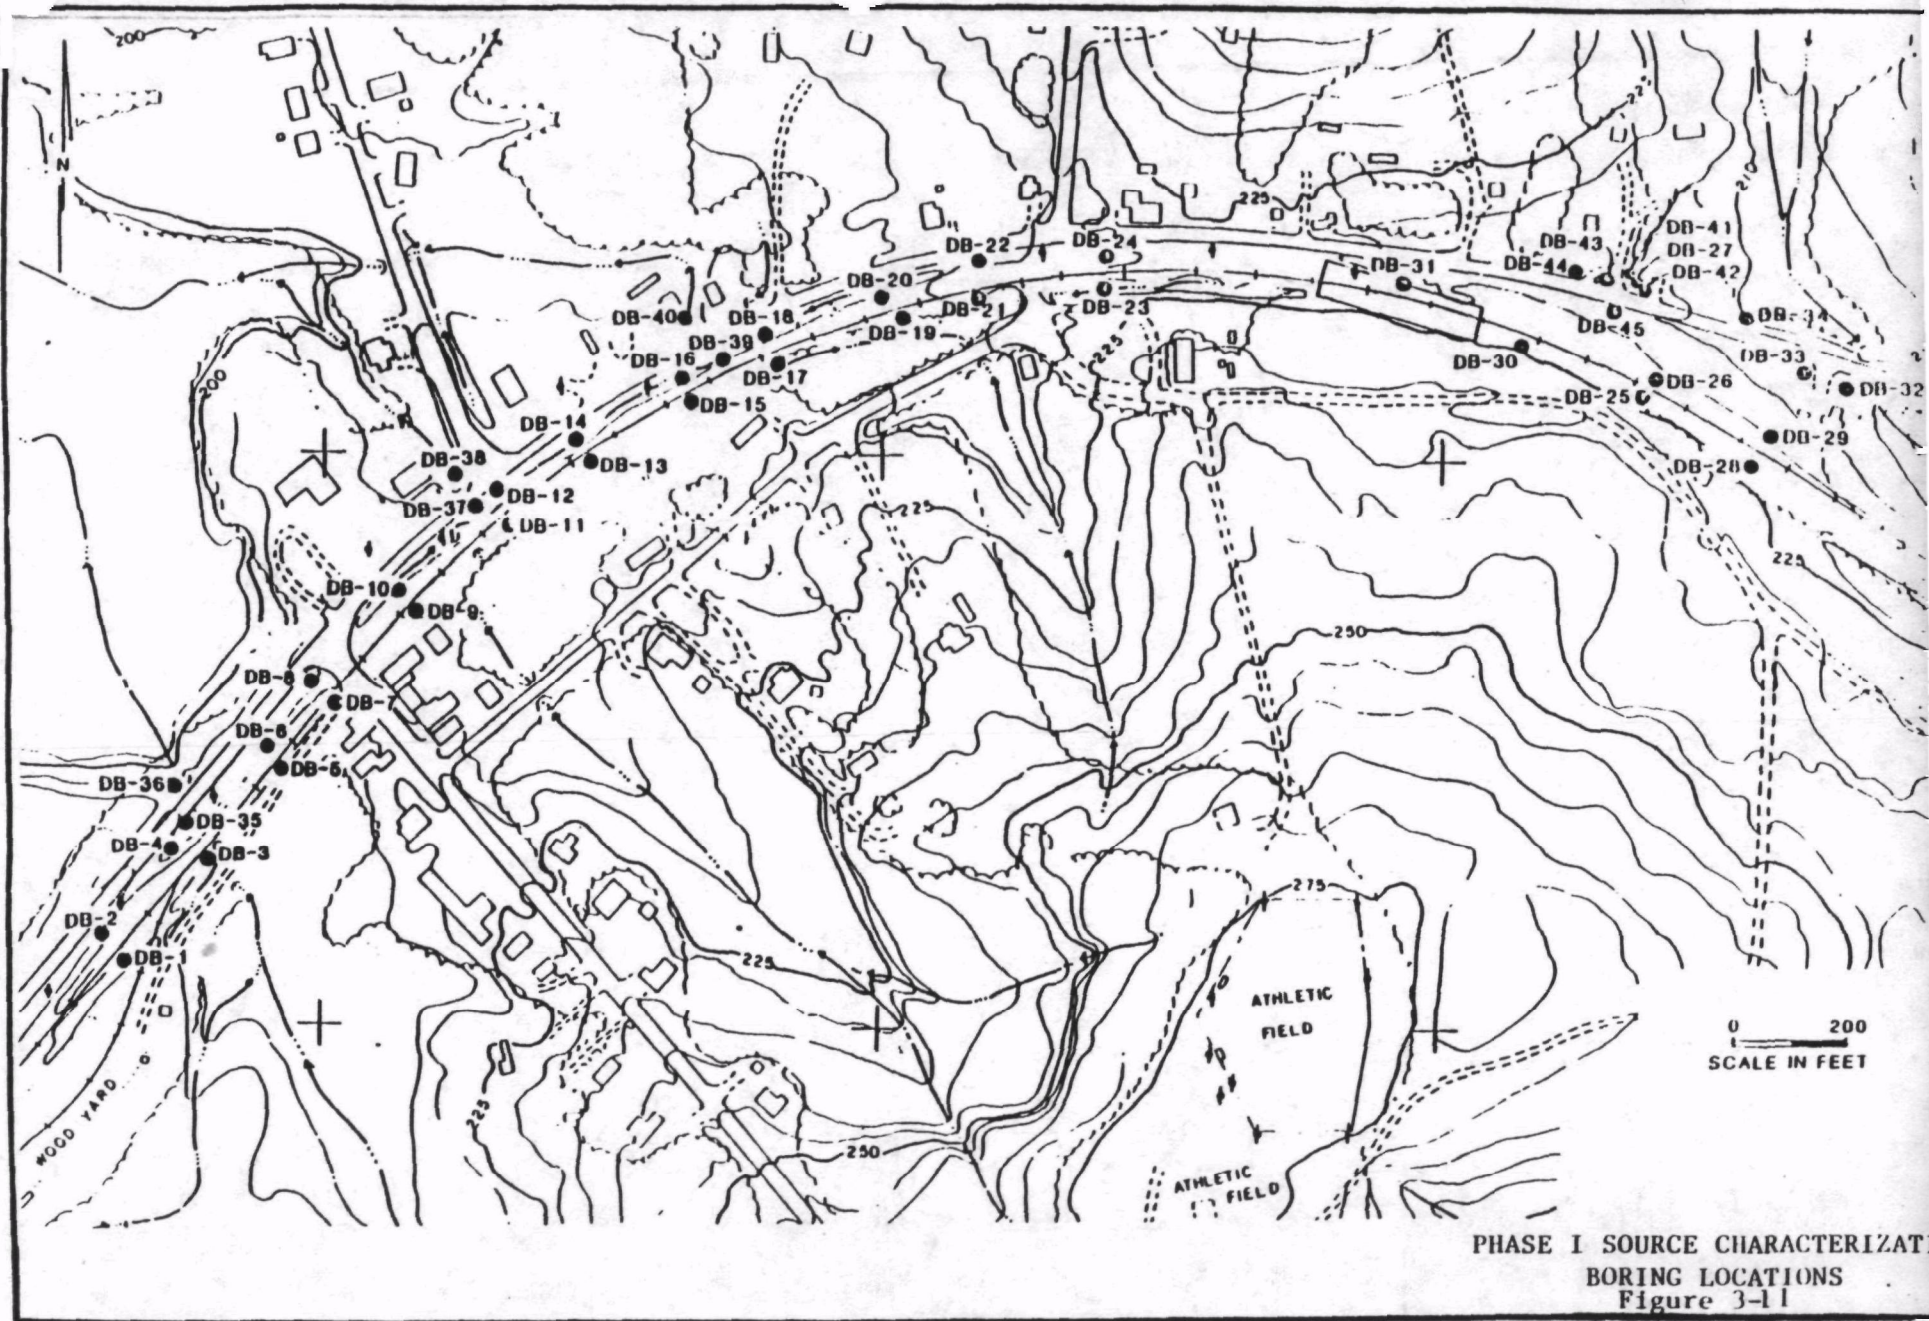 200
N
225
DB-41
DB-22
DB-24
DB-43
DB-27
DB-44
DB-42
DB-31
DB-20
DB-40
DB-18
DB-21
DB-23
DB-34
DB-39
DB-19
DB-45
DB-16
DB-17
225
DB-30
DB-33
200
DB-26
DB-32
DB-15
DB-25
DB-14
DB-29
DB-38
DB-13
DB-28
DB-12
DB-37
DB-11
225
225
DB-10
DB-9
250
DB-8
DB-7
DB-6
DB-5
DB-36
DB-35
DB-4
DB-3
275
DB-2
DB-1
225
ATHLETIC
FIELD
0 200
SCALE IN FEET
WOOD YARD
225
250
210
ATHLETIC
FIELD
PHASE I SOURCE CHARACTERIZATI
BORING LOCATIONS
Figure 3-11